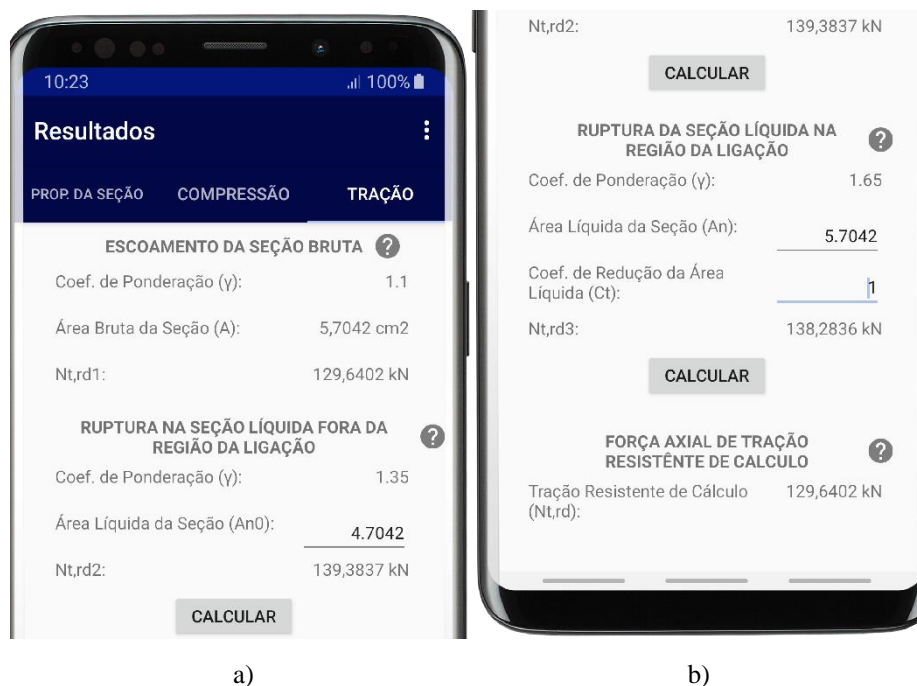 10:23
100%
Resultados
PROP. DA SEÇÃO COMPRESSÃO TRAÇÃO
ESCOAMENTO DA SEÇÃO BRUTA ?
Coef. de Ponderação (γ): 1.1
Área Bruta da Seção (A): 5,7042 cm2
Nt,rd1: 129,6402 kN
RUPTURA NA SEÇÃO LÍQUIDA FORA DA
REGIÃO DA LIGAÇÃO ?
Coef. de Ponderação (γ): 1.35
Área Líquida da Seção (An0): 4.7042
Nt,rd2: 139,3837 kN
CALCULAR
a)
Nt,rd2: 139,3837 kN
CALCULAR
RUPTURA DA SEÇÃO LÍQUIDA NA
REGIÃO DA LIGAÇÃO ?
Coef. de Ponderação (γ): 1.65
Área Líquida da Seção (An): 5.7042
Coef. de Redução da Área
Líquida (Ct): 1
Nt,rd3: 138,2836 kN
CALCULAR
FORÇA AXIAL DE TRAÇÃO
RESISTÊNTE DE CALCULO ?
Tração Resistente de Cálculo 129,6402 kN
(Nt,rd):
b)